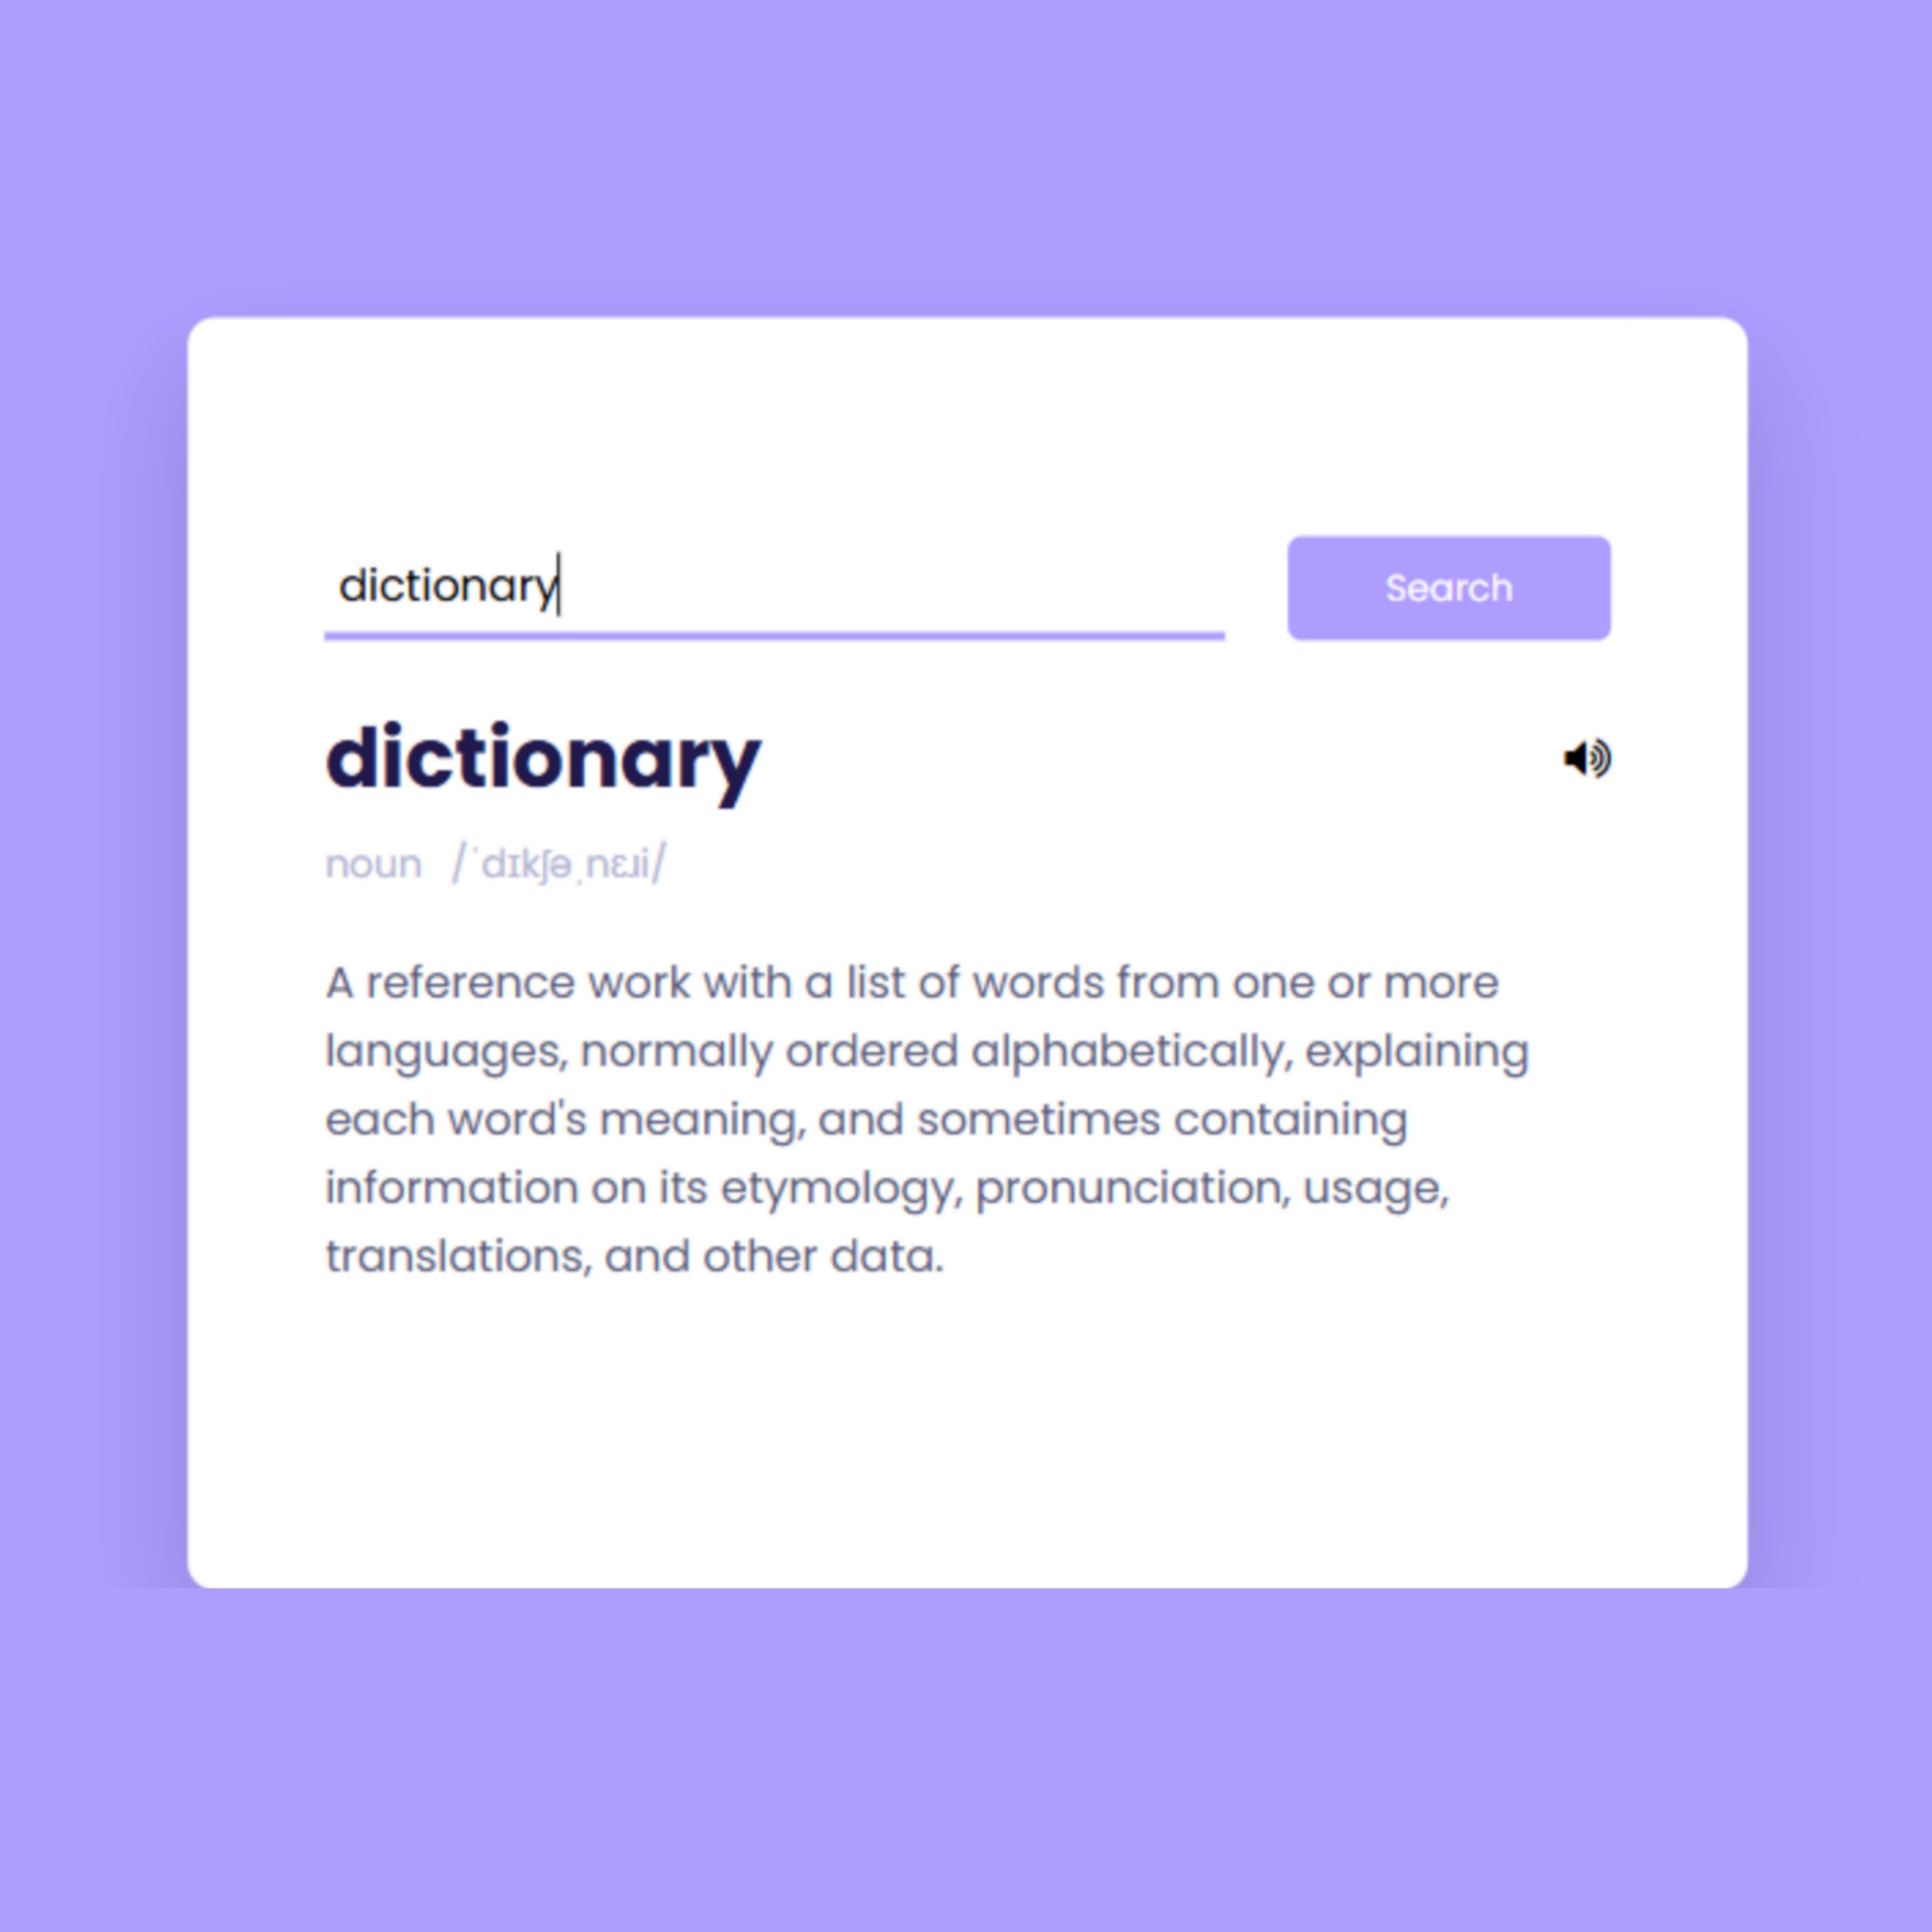 dictionary
Search
dictionary
noun /ˈdɪkʃəˌnɛɹi/
A reference work with a list of words from one or more
languages, normally ordered alphabetically, explaining
each word's meaning, and sometimes containing
information on its etymology, pronunciation, usage,
translations, and other data.